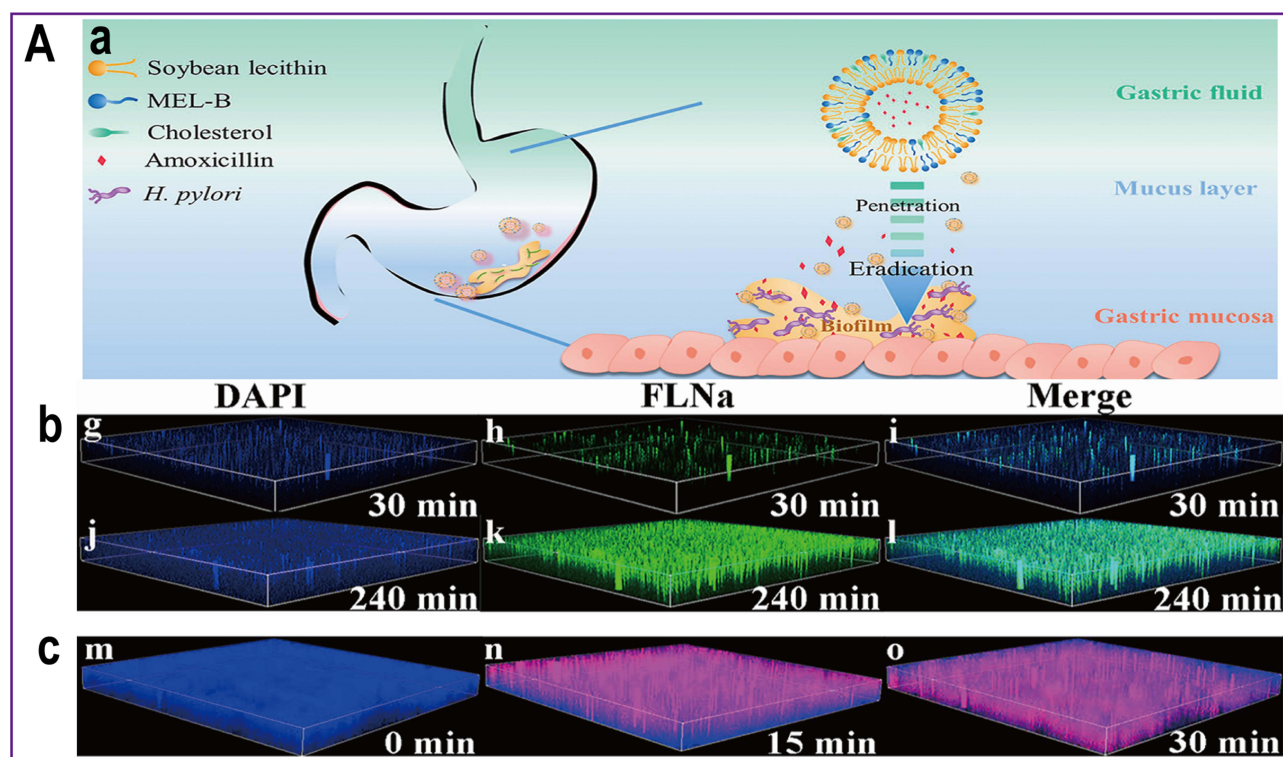 A
a
Soybean lecithin
MEL-B
Cholesterol
Amoxicillin
H. pylori
Gastric fluid
Mucus layer
Penetration
Eradication
Biofilm
Gastric mucosa
DAPI FLNa Merge
b
g h i
30 min 30 min 30 min
j k l
240 min 240 min 240 min
c
m n o
0 min 15 min 30 min